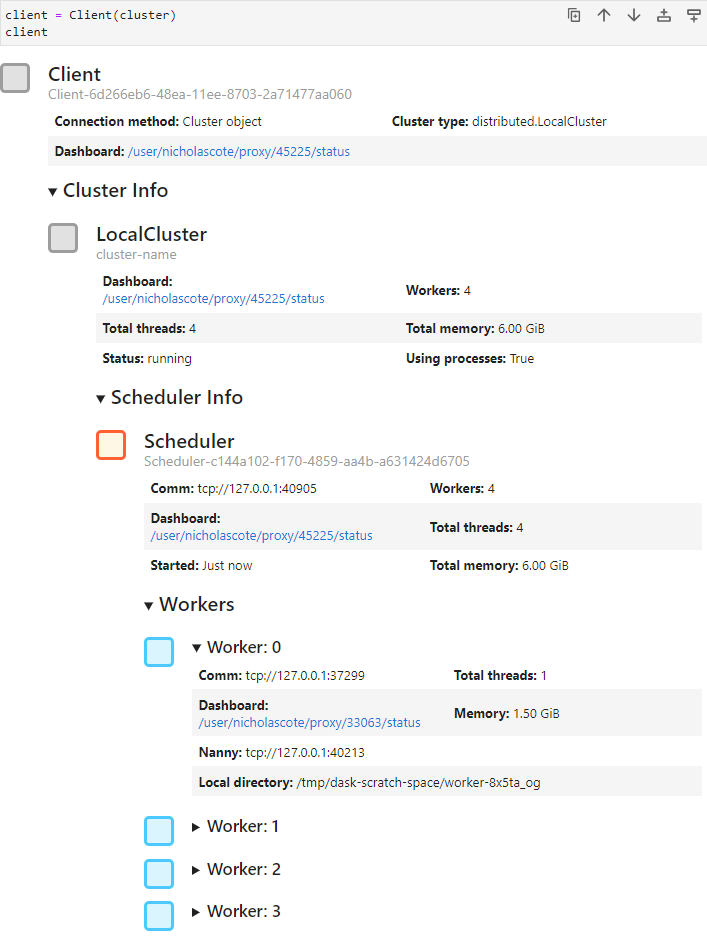 client = Client(cluster)
client
Client
Client-6d266eb6-48ea-11ee-8703-2a71477aa060
Connection method: Cluster object Cluster type: distributed.LocalCluster
Dashboard: /user/nicholascote/proxy/45225/status
Cluster Info
LocalCluster
cluster-name
Dashboard:
/user/nicholascote/proxy/45225/status
Workers: 4
Total threads: 4 Total memory: 6.00 GiB
Status: running Using processes: True
Scheduler Info
Scheduler
Scheduler-c144a102-f170-4859-aa4b-a631424d6705
Comm: tcp://127.0.0.1:40905 Workers: 4
Dashboard:
/user/nicholascote/proxy/45225/status
Total threads: 4
Started: Just now Total memory: 6.00 GiB
Workers
Worker: 0
Comm: tcp://127.0.0.1:37299 Total threads: 1
Dashboard:
/user/nicholascote/proxy/33063/status
Memory: 1.50 GiB
Nanny: tcp://127.0.0.1:40213
Local directory: /tmp/dask-scratch-space/worker-8x5ta_og
Worker: 1
Worker: 2
Worker: 3